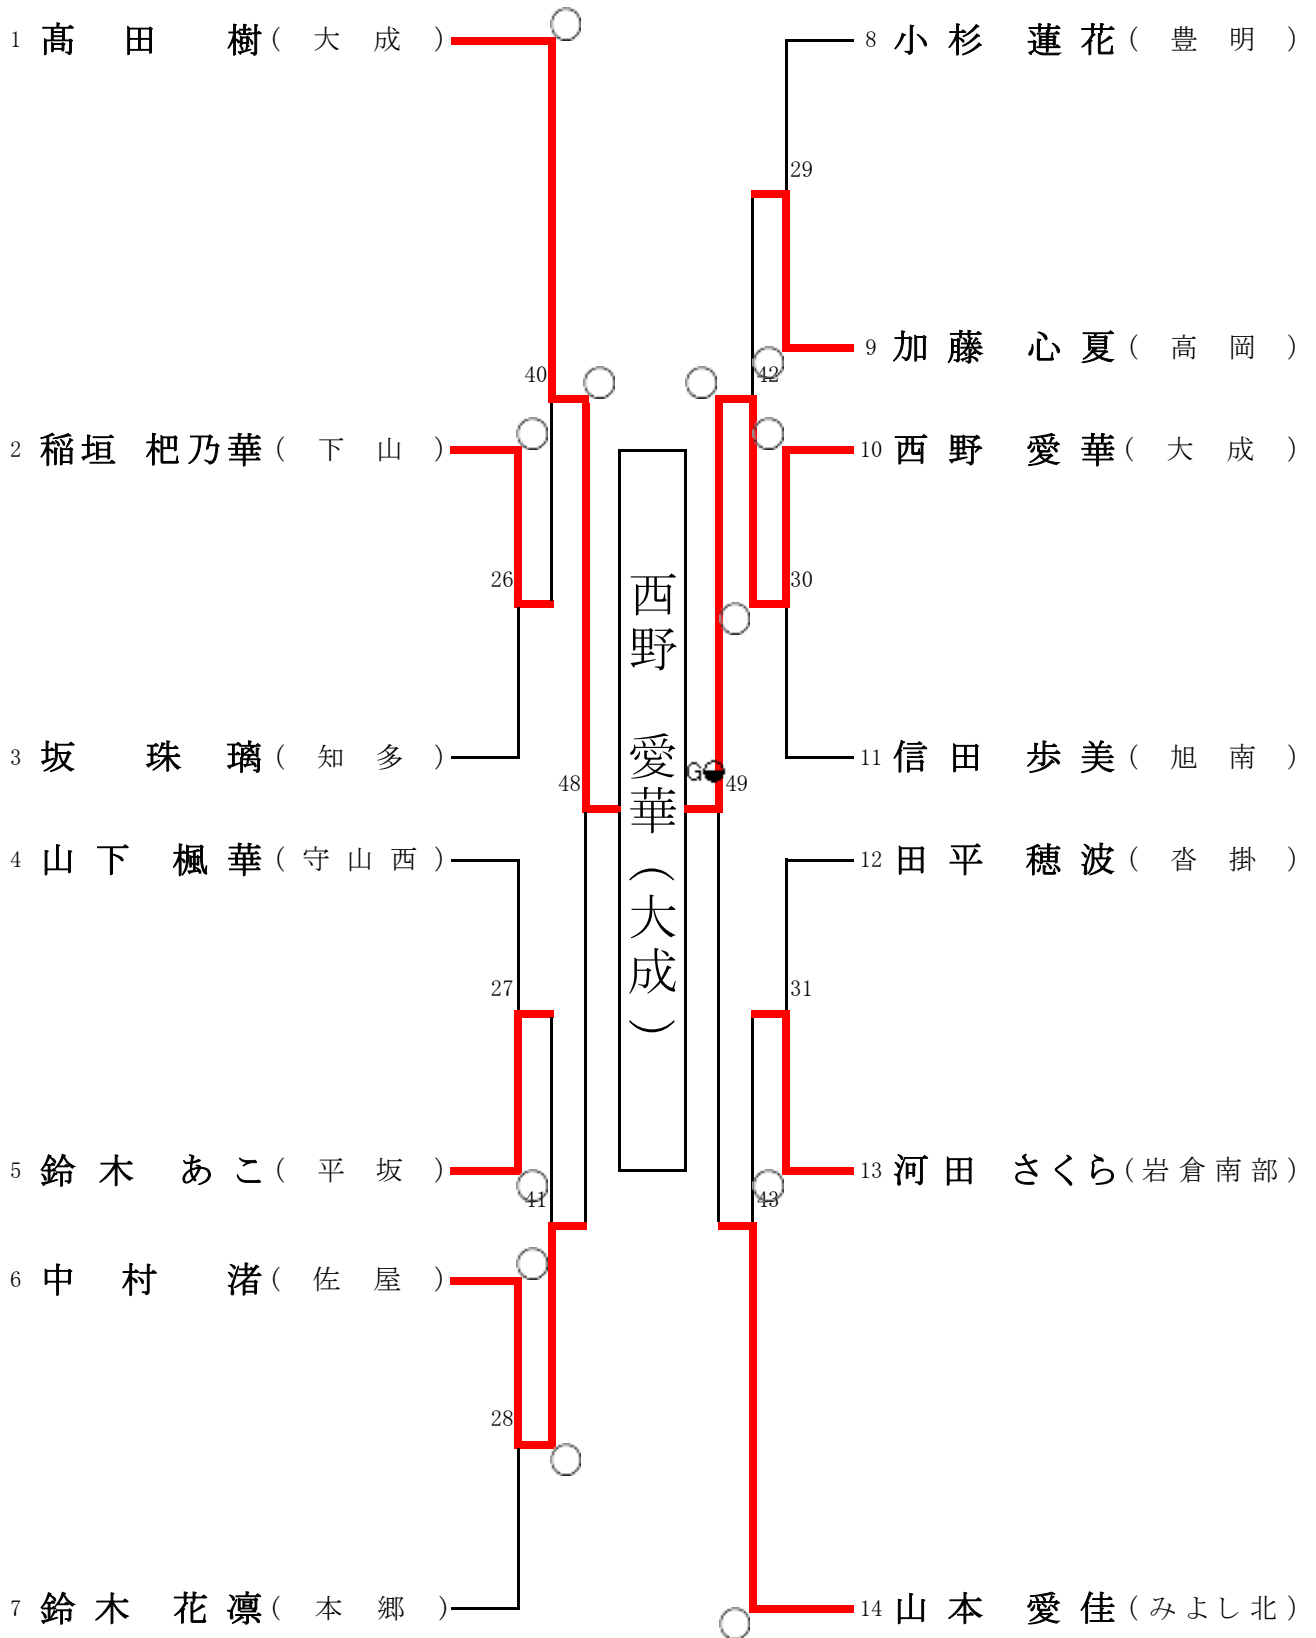 1 髙田 樹(大成)
2 稲垣 杷乃華(下山)
3 坂 珠璃(知多)
4 山下 楓華(守山西)
5 鈴木 あこ(平坂)
6 中村 渚(佐屋)
7 鈴木 花凛(本郷)
40
26
48
27
41
28
西野 愛華(大成)
8 小杉 蓮花(豊明)
29
9 加藤 心夏(高岡)
42
10 西野 愛華(大成)
30
11 信田 歩美(旭南)
G
49
12 田平 穂波(沓掛)
31
13 河田 さくら(岩倉南部)
43
14 山本 愛佳(みよし北)